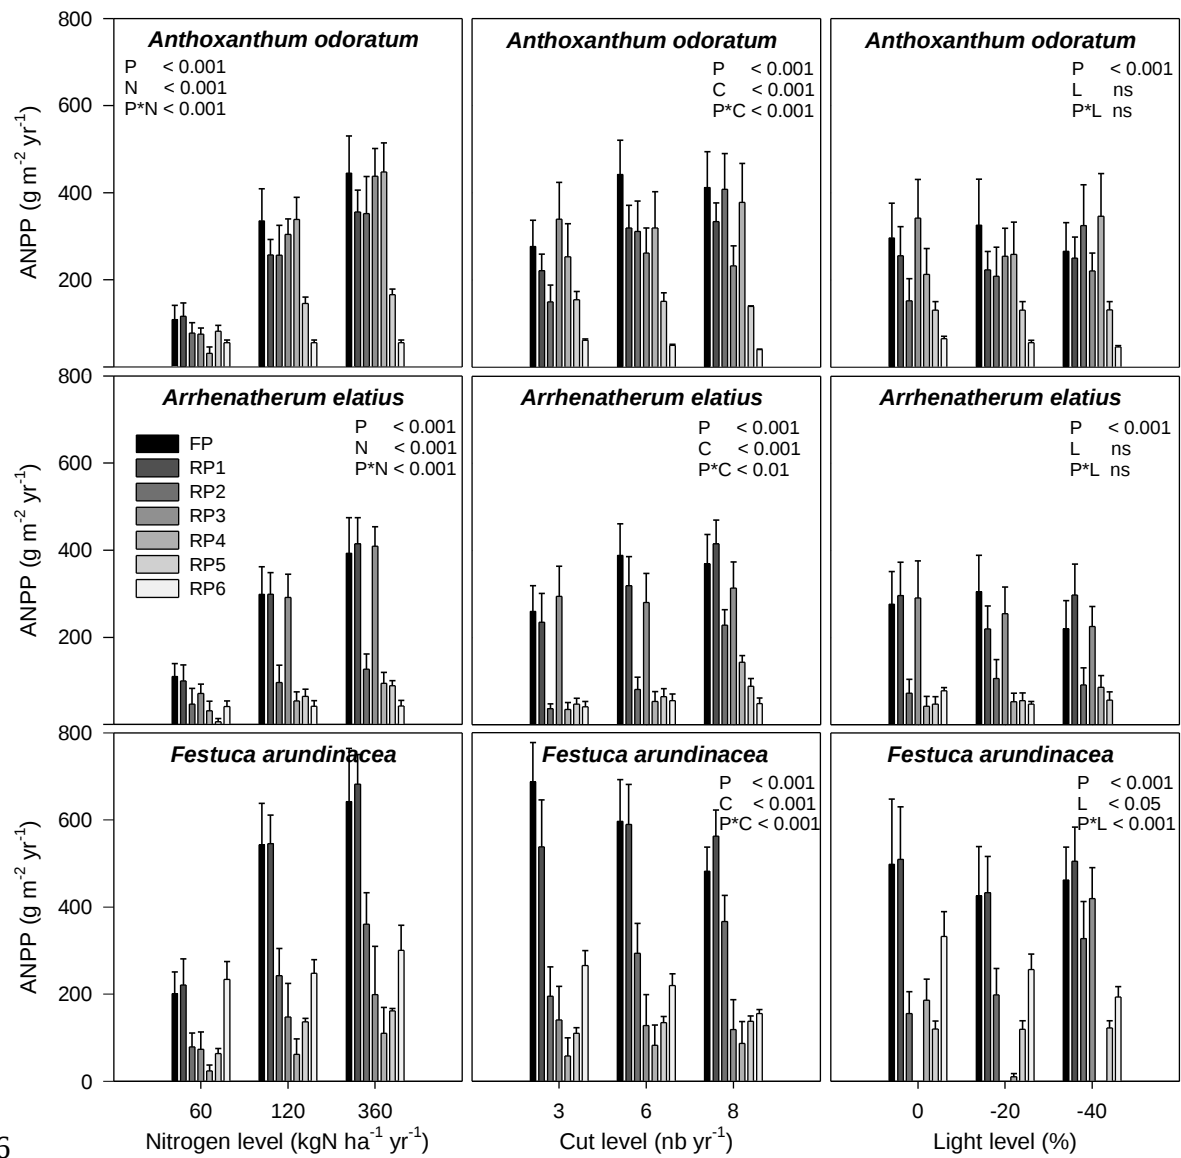 Anthoxanthum odoratum
P < 0.001
N < 0.001
P*N < 0.001
Anthoxanthum odoratum
P < 0.001
C < 0.001
P*C < 0.001
Anthoxanthum odoratum
P < 0.001
L ns
P*L ns
800
600
400
200
ANPP (g m-2 yr-1)
Arrhenatherum elatius
P < 0.001
N < 0.001
P*N < 0.001
FP
RP1
RP2
RP3
RP4
RP5
RP6
Arrhenatherum elatius
P < 0.001
C < 0.001
P*C < 0.01
Arrhenatherum elatius
P < 0.001
L ns
P*L ns
800
600
400
200
ANPP (g m-2 yr-1)
Festuca arundinacea
Festuca arundinacea
P < 0.001
C < 0.001
P*C < 0.001
Festuca arundinacea
P < 0.001
L < 0.05
P*L < 0.001
800
600
400
200
0
ANPP (g m-2 yr-1)
60 120 360
3 6 8
0 -20 -40
Nitrogen level (kgN ha-1 yr-1)
Cut level (nb yr-1)
Light level (%)
6